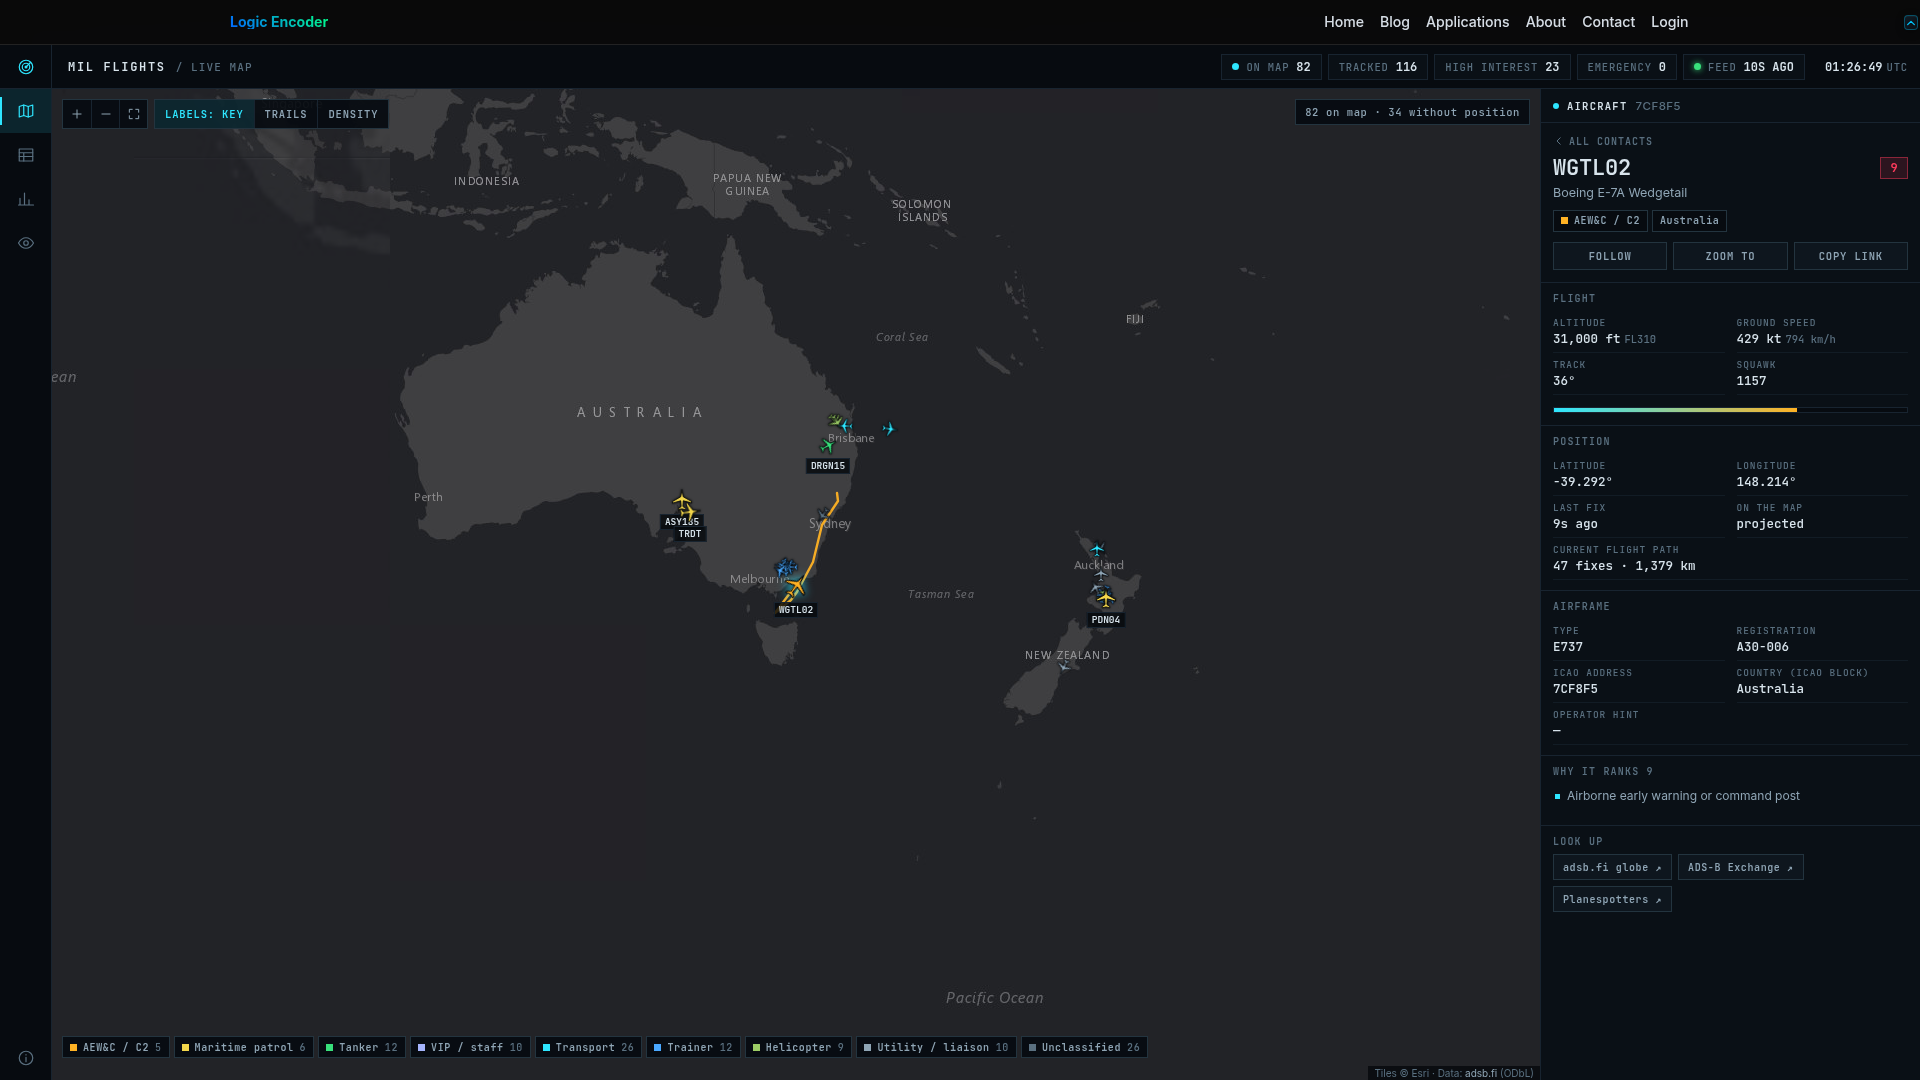 Logic Encoder
Home Blog Applications About Contact Login
MIL FLIGHTS / LIVE MAP
ON MAP 82
TRACKED 116
HIGH INTEREST 23
EMERGENCY 0
FEED 10S AGO
01:26:49 UTC
LABELS: KEY TRAILS DENSITY
82 on map · 34 without position
INDONESIA
PAPUA NEW
GUINEA
SOLOMON
ISLANDS
FIJI
Coral Sea
ean
AUSTRALIA
Brisbane
DRGN15
Perth
ASY135
TRDT
Sydney
Melbourn
WGTL02
Tasman Sea
Auckland
PDN04
NEW ZEALAND
Pacific Ocean
AEW&C / C2 5
Maritime patrol 6
Tanker 12
VIP / staff 10
Transport 26
Trainer 12
Helicopter 9
Utility / liaison 10
Unclassified 26
Tiles © Esri · Data: adsb.fi (ODbL)
AIRCRAFT 7CF8F5
ALL CONTACTS
WGTL02
9
Boeing E-7A Wedgetail
AEW&C / C2
Australia
FOLLOW
ZOOM TO
COPY LINK
FLIGHT
ALTITUDE
31,000 ft FL310
GROUND SPEED
429 kt 794 km/h
TRACK
36°
SQUAWK
1157
POSITION
LATITUDE
-39.292°
LONGITUDE
148.214°
LAST FIX
9s ago
ON THE MAP
projected
CURRENT FLIGHT PATH
47 fixes · 1,379 km
AIRFRAME
TYPE
E737
REGISTRATION
A30-006
ICAO ADDRESS
7CF8F5
COUNTRY (ICAO BLOCK)
Australia
OPERATOR HINT
—
WHY IT RANKS 9
Airborne early warning or command post
LOOK UP
adsb.fi globe ↗
ADS-B Exchange ↗
Planespotters ↗